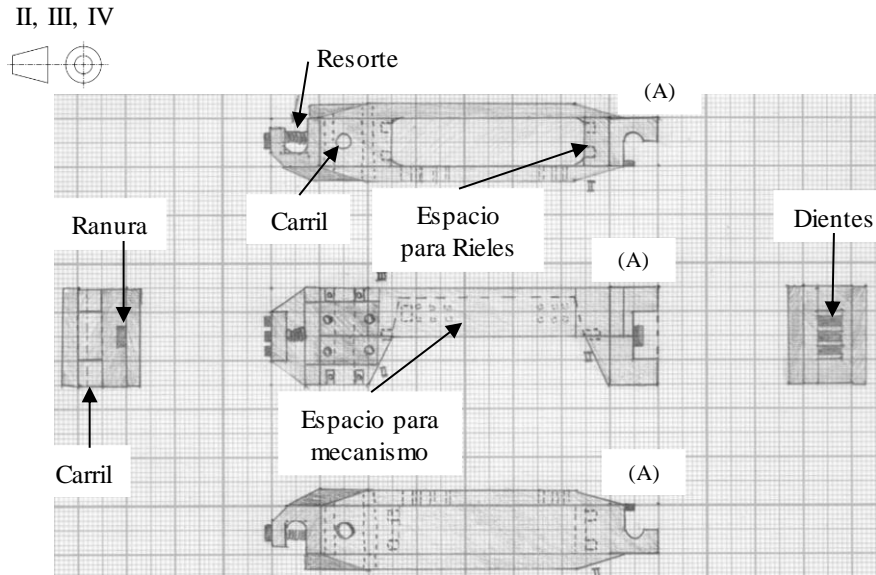 II, III, IV
Resorte
(A)
Carril
Espacio
para Rieles
Ranura
Dientes
(A)
Espacio para
mecanismo
Carril
(A)